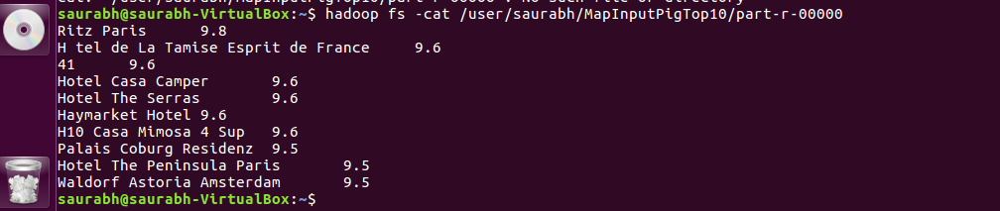 saurabh@saurabh-VirtualBox:~$ hadoop fs -cat /user/saurabh/MapInputPigTop10/part-r-00000
Ritz Paris 9.8
H tel de La Tamise Esprit de France 9.6
41 9.6
Hotel Casa Camper 9.6
Hotel The Serras 9.6
Haymarket Hotel 9.6
H10 Casa Mimosa 4 Sup 9.6
Palais Coburg Residenz 9.5
Hotel The Peninsula Paris 9.5
Waldorf Astoria Amsterdam 9.5
saurabh@saurabh-VirtualBox:~$